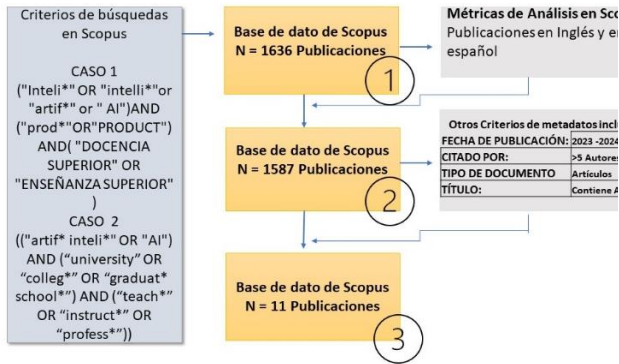 Criterios de búsquedas
en Scopus
CASO 1
("Inteli*" OR "intelli*"or
"artif*" or " AI")AND
("prod*"OR"PRODUCT")
AND( "DOCENCIA
SUPERIOR" OR
"ENSEÑANZA SUPERIOR"
)
CASO 2
(("artif* inteli*" OR "AI")
AND (“university” OR
“colleg*” OR “graduat*
school*”) AND (“teach*”
OR “instruct*” OR
“profess*”))
Base de dato de Scopus
N = 1636 Publicaciones
1
Métricas de Análisis en
Publicaciones en Inglés y
español
Base de dato de Scopus
N = 1587 Publicaciones
2
Otros Criterios de metadatos
FECHA DE PUBLICACIÓN: 2023 -2024
CITADO POR: >5 Autores
TIPO DE DOCUMENTO Artículos
TÍTULO: Contiene
Base de dato de Scopus
N = 11 Publicaciones
3